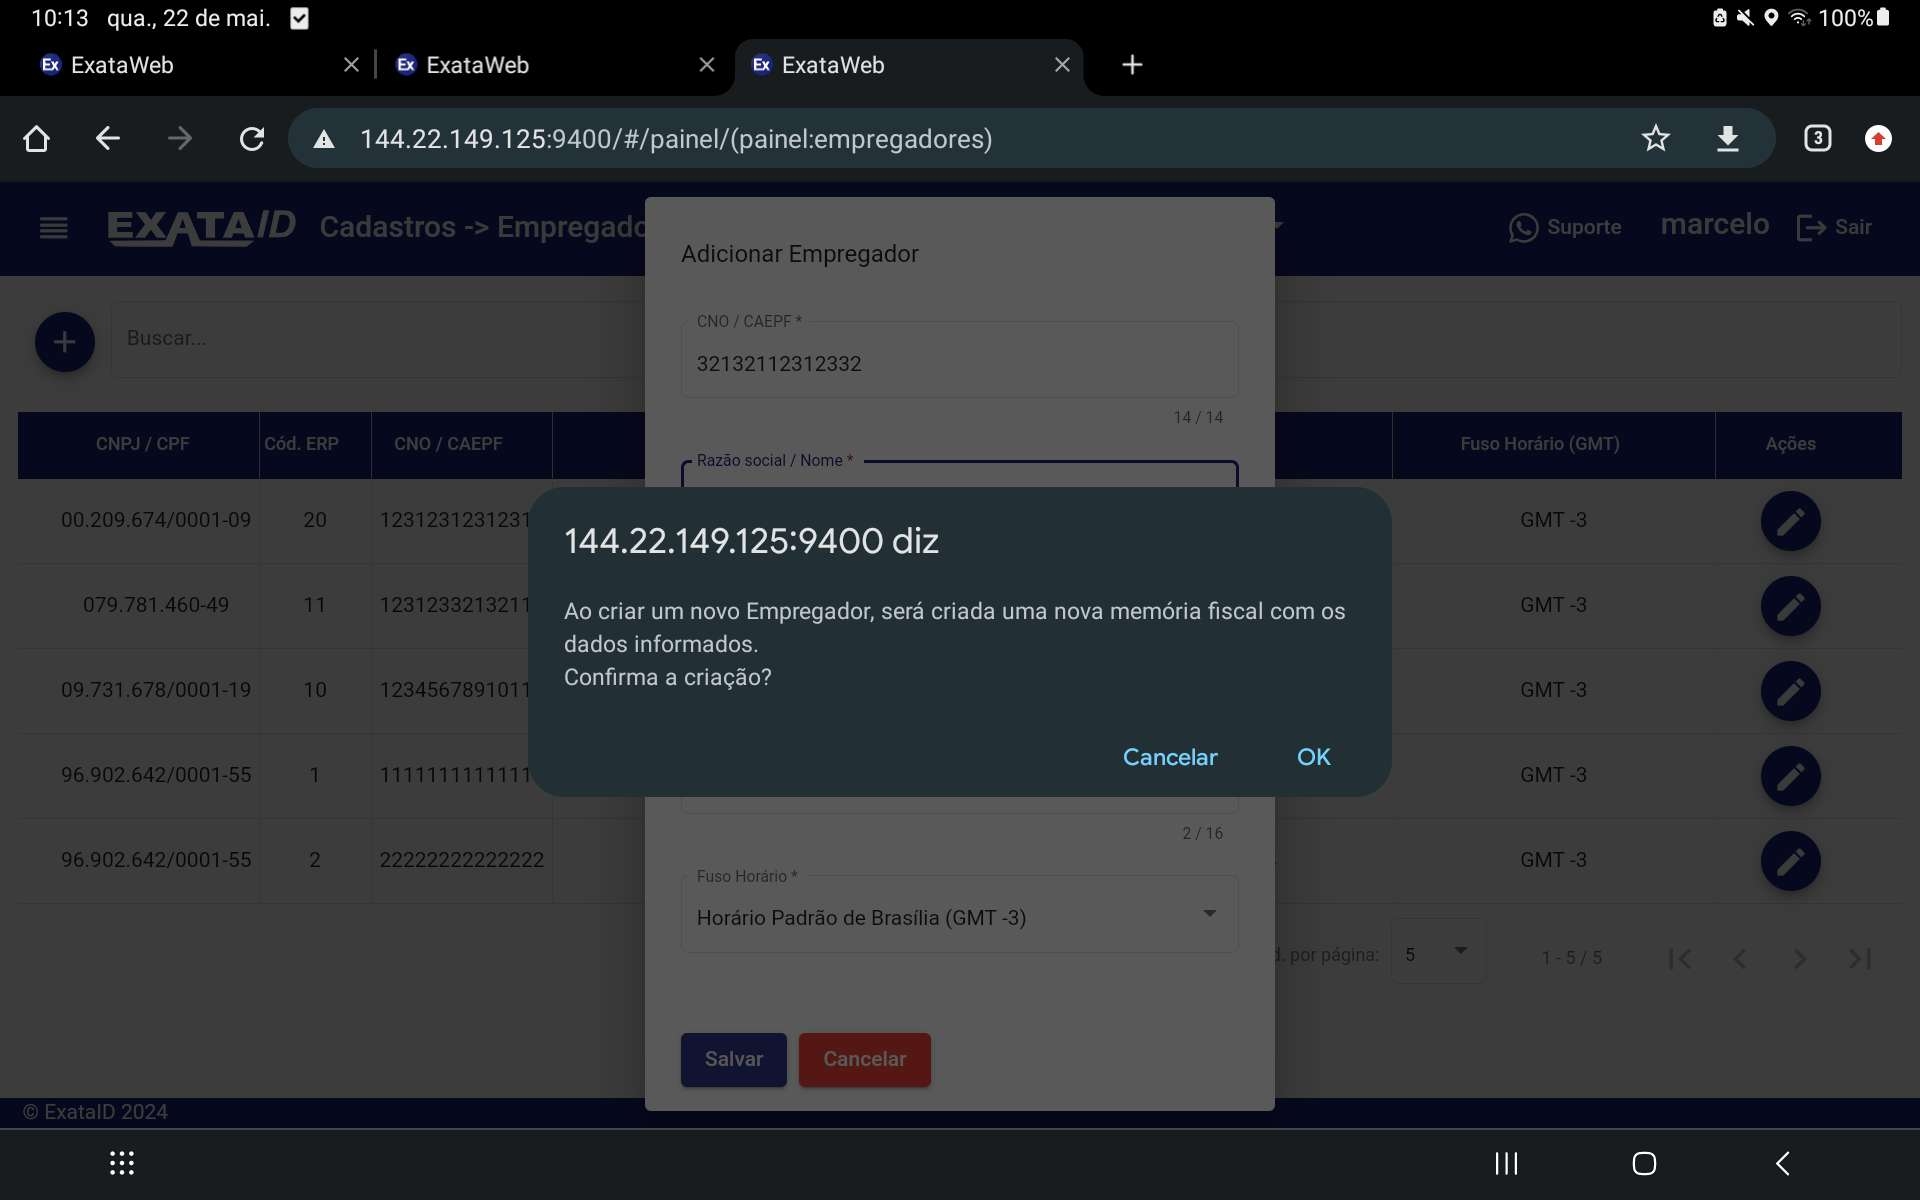 10:13 qua., 22 de mai.
100%
Ex ExataWeb
Ex ExataWeb
Ex ExataWeb
144.22.149.125:9400/#/painel/(painel:empregadores)
3
EXATAID
Cadastros -> Empregado
Suporte
marcelo
Sair
Adicionar Empregador
Buscar...
CNO / CAEPF *
32132112312332
14 / 14
Razão social / Nome *
CNPJ / CPF Cód. ERP CNO / CAEPF Fuso Horário (GMT) Ações
00.209.674/0001-09 20 1231231231231 GMT -3
079.781.460-49 11 1231233213211 GMT -3
09.731.678/0001-19 10 1234567891011 GMT -3
96.902.642/0001-55 1 1111111111111 GMT -3
96.902.642/0001-55 2 22222222222222 GMT -3
144.22.149.125:9400 diz
Ao criar um novo Empregador, será criada uma nova memória fiscal com os
dados informados.
Confirma a criação?
Cancelar OK
2 / 16
Fuso Horário *
Horário Padrão de Brasília (GMT -3)
d. por página: 5 1 - 5 / 5
Salvar Cancelar
© ExataID 2024